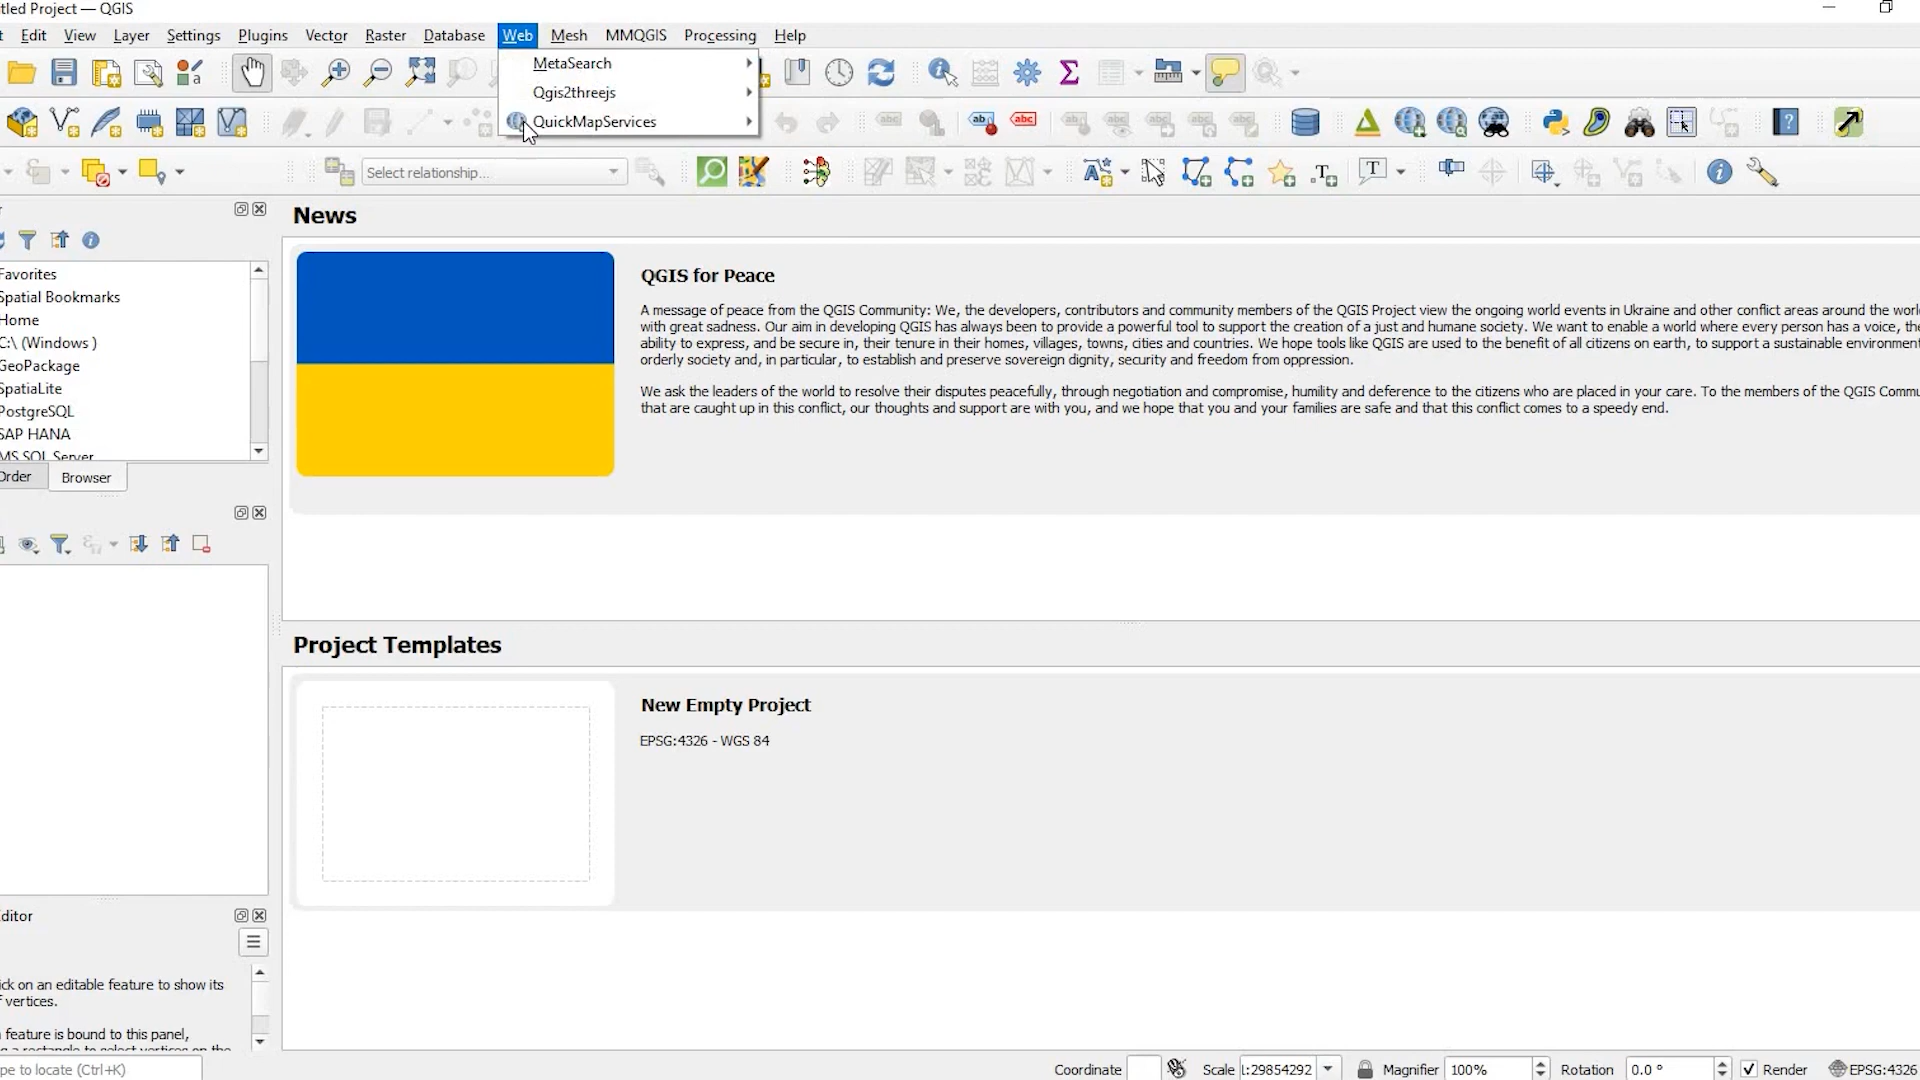 tled Project — QGIS
t Edit View Layer Settings Plugins Vector Raster Database Web Mesh MMQGIS Processing Help
MetaSearch
Qgis2threejs
QuickMapServices
Select relationship...
News
Favorites
Spatial Bookmarks
Home
C:\ (Windows )
GeoPackage
SpatiaLite
PostgreSQL
SAP HANA
MS SQL Server
Order Browser
QGIS for Peace
A message of peace from the QGIS Community: We, the developers, contributors and community members of the QGIS Project view the ongoing world events in Ukraine and other conflict areas around the worl
with great sadness. Our aim in developing QGIS has always been to provide a powerful tool to support the creation of a just and humane society. We want to enable a world where every person has a voice, the
ability to express, and be secure in, their tenure in their homes, villages, towns, cities and countries. We hope tools like QGIS are used to the benefit of all citizens on earth, to support a sustainable environment
orderly society and, in particular, to establish and preserve sovereign dignity, security and freedom from oppression.
We ask the leaders of the world to resolve their disputes peacefully, through negotiation and compromise, humility and deference to the citizens who are placed in your care. To the members of the QGIS Commu
that are caught up in this conflict, our thoughts and support are with you, and we hope that you and your families are safe and that this conflict comes to a speedy end.
Project Templates
New Empty Project
EPSG:4326 - WGS 84
ditor
ick on an editable feature to show its
f vertices.
feature is bound to this panel,
g a rectangle to select vertices on the
pe to locate (Ctrl+K)
Coordinate Scale l:29854292 Magnifier 100% Rotation 0.0 ° Render EPSG:4326